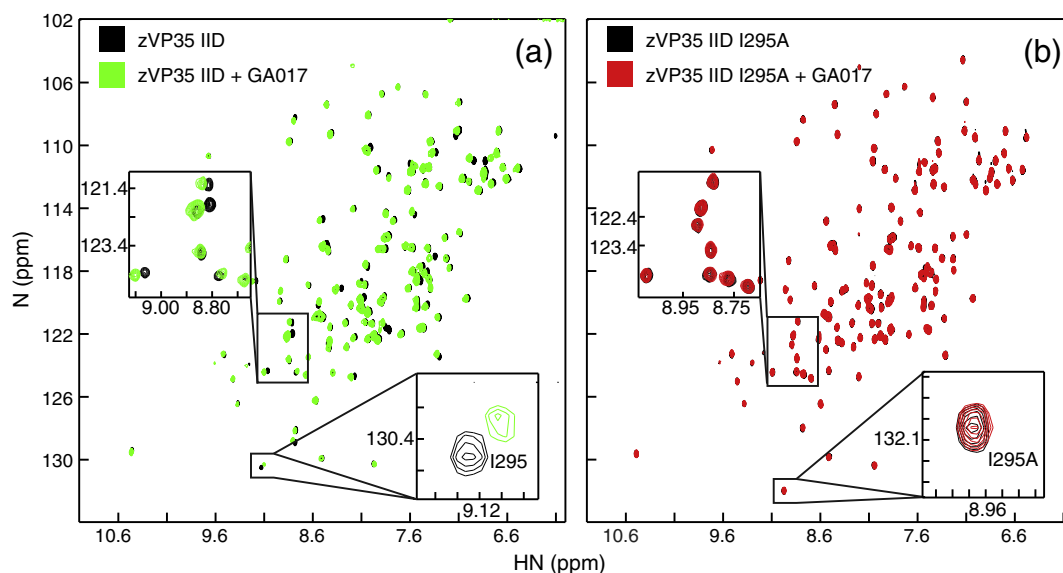 (a)
zVP35 IID
zVP35 IID + GA017
102
106
110
114
118
122
126
130
N (ppm)
121.4
123.4
9.00 8.80
130.4
I295
9.12
10.6 9.6 8.6 7.6 6.6
(b)
zVP35 IID I295A
zVP35 IID I295A + GA017
122.4
123.4
8.95 8.75
132.1
I295A
8.96
10.6 9.6 8.6 7.6 6.6
HN (ppm)